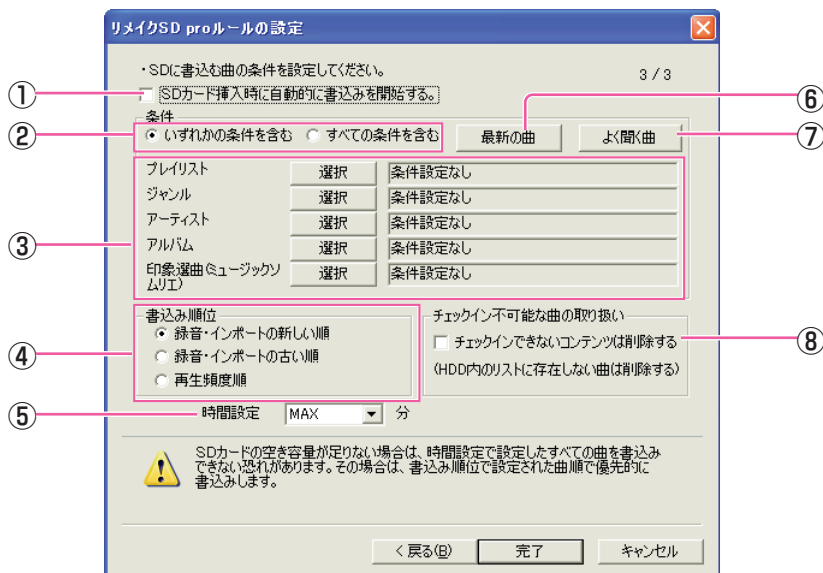 リメイクSD proルールの設定
・SDに書込む曲の条件を設定してください。
3 / 3
① SDカード挿入時に自動的に書込みを開始する。
⑥
条件
② いずれかの条件を含む すべての条件を含む 最新の曲 よく聞く曲 ⑦
プレイリスト 選択 条件設定なし
ジャンル 選択 条件設定なし
③ アーティスト 選択 条件設定なし
アルバム 選択 条件設定なし
印象選曲(ミュージックソ
ムリエ) 選択 条件設定なし
書込み順位
④ 録音・インポートの新しい順
録音・インポートの古い順
再生頻度順
チェックイン不可能な曲の取り扱い
チェックインできないコンテンツは削除する ⑧
(HDD内のリストに存在しない曲は削除する)
⑤ 時間設定 MAX 分
SDカードの空き容量が足りない場合は、時間設定で設定したすべての曲を書込み
できない恐れがあります。その場合は、書込み順位で設定された曲順で優先的に
書込みします。
< 戻る(B) 完了 キャンセル